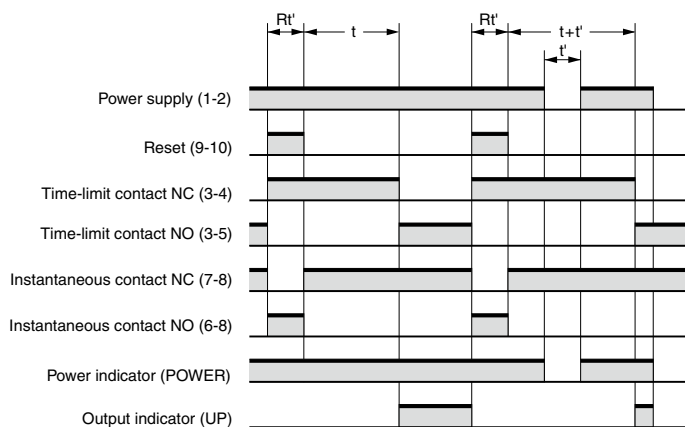 Rt'
t
Rt'
t+t'
t'
Power supply (1-2)
Reset (9-10)
Time-limit contact NC (3-4)
Time-limit contact NO (3-5)
Instantaneous contact NC (7-8)
Instantaneous contact NO (6-8)
Power indicator (POWER)
Output indicator (UP)